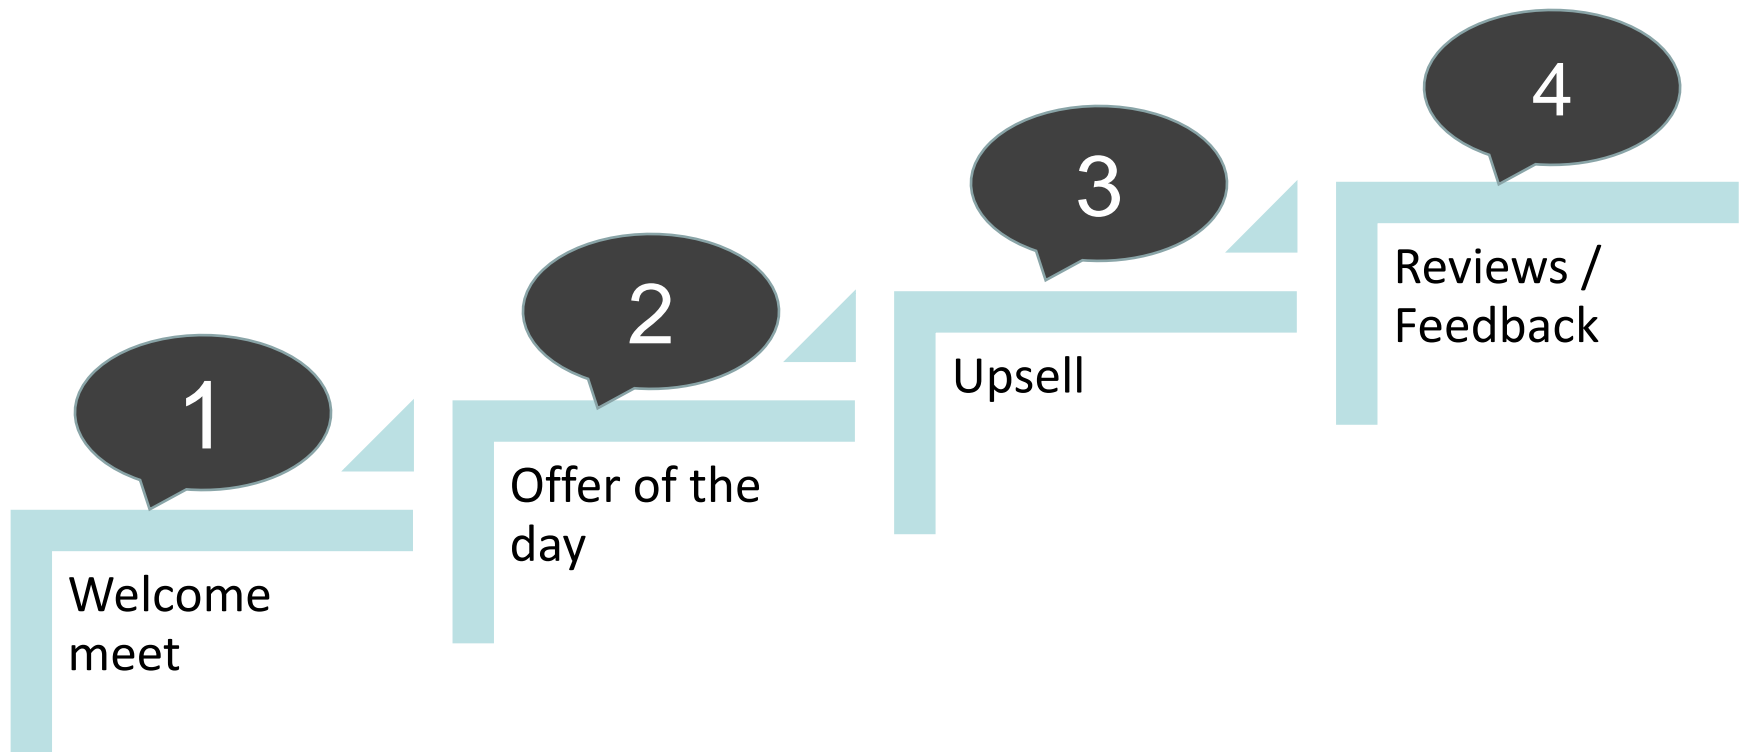 1
Welcome
meet
2
Offer of the
day
3
Upsell
4
Reviews /
Feedback